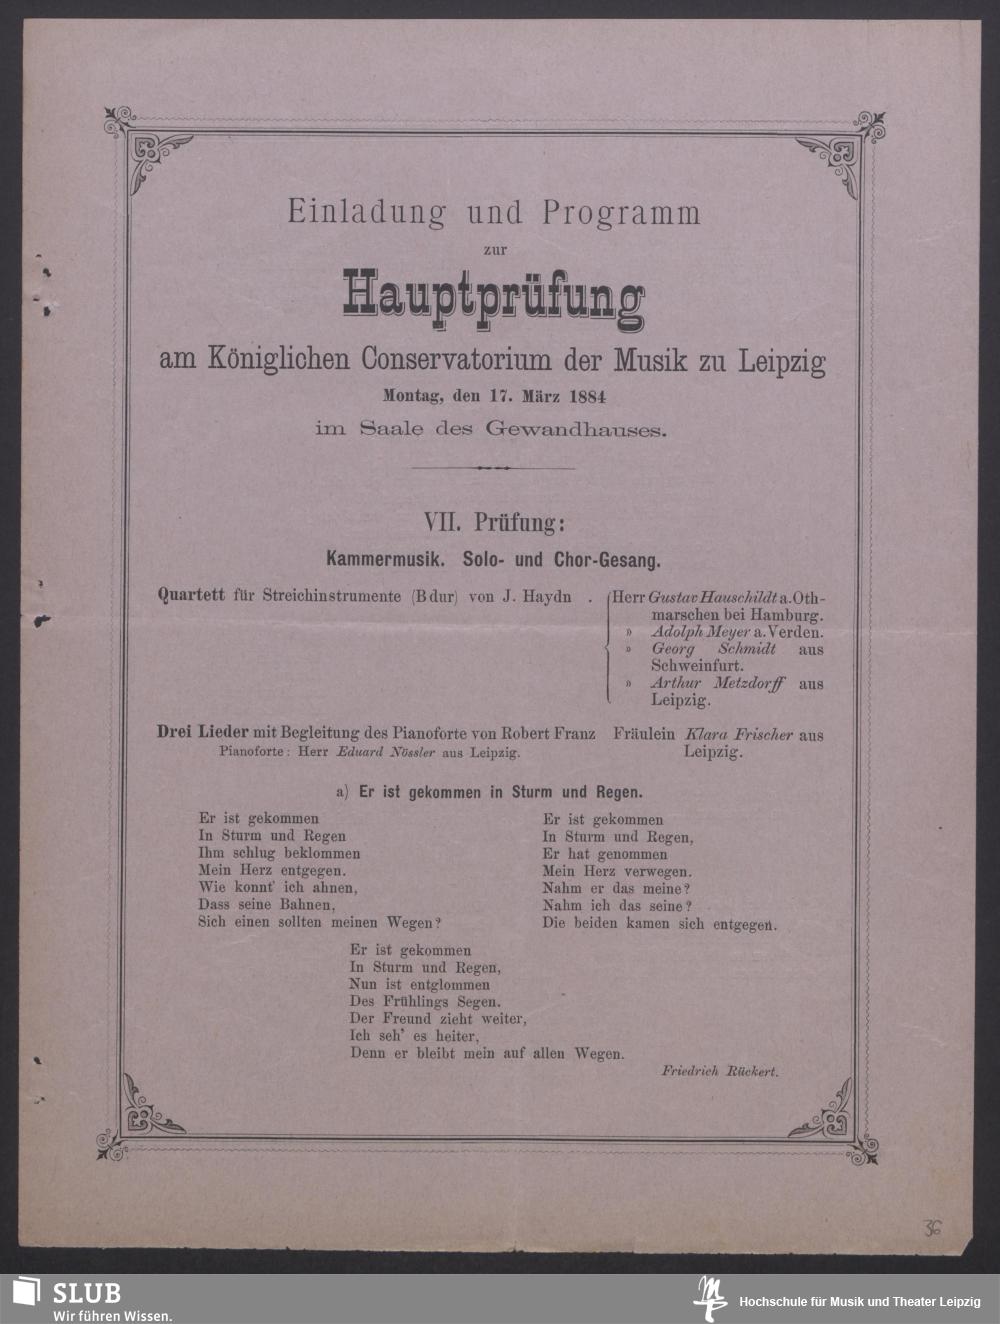 Einladung und Programm
zur
Hauptprüfung
am Königlichen Conservatorium der Musik zu Leipzig
Montag, den 17. März 1884
im Saale des Gewandhauses.
VII. Prüfung:
Kammermusik. Solo- und Chor-Gesang.
Quartett für Streichinstrumente (B dur) von J. Haydn .
Herr Gustav Hauschildt a. Oth-
marschen bei Hamburg.
» Adolph Meyer a. Verden.
» Georg Schmidt aus
Schweinfurt.
» Arthur Metzdorff aus
Leipzig.
Drei Lieder mit Begleitung des Pianoforte von Robert Franz Fräulein Klara Frischer aus
Pianoforte: Herr Eduard Nössler aus Leipzig. Leipzig.
a) Er ist gekommen in Sturm und Regen.
Er ist gekommen
In Sturm und Regen
Ihm schlug beklommen
Mein Herz entgegen.
Wie konnt' ich ahnen,
Dass seine Bahnen,
Sich einen sollten meinen Wegen?
Er ist gekommen
In Sturm und Regen,
Er hat genommen
Mein Herz verwegen.
Nahm er das meine?
Nahm ich das seine?
Die beiden kamen sich entgegen.
Er ist gekommen
In Sturm und Regen,
Nun ist entglommen
Des Frühlings Segen.
Der Freund zieht weiter,
Ich seh' es heiter,
Denn er bleibt mein auf allen Wegen.
Friedrich Rückert.
36
SLUB
Wir führen Wissen.
Hochschule für Musik und Theater Leipzig